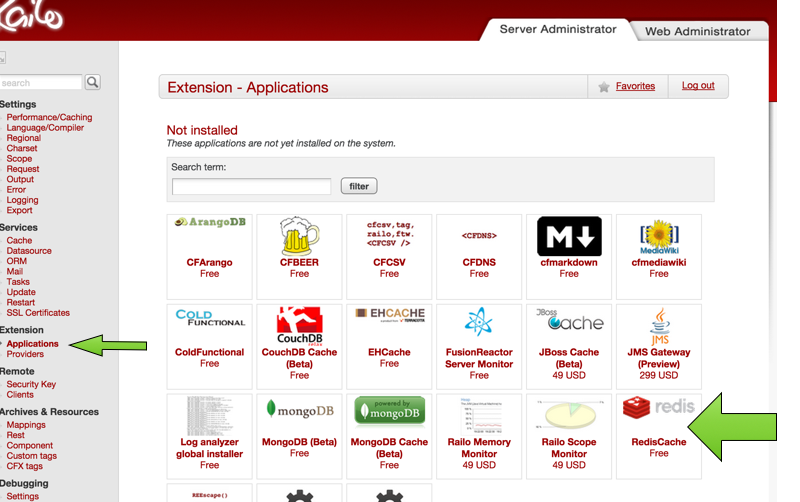 Railo
Server Administrator
Web Administrator
search
Extension - Applications
Favorites
Log out
Settings
Performance/Caching
Language/Compiler
Regional
Charset
Scope
Request
Output
Error
Logging
Export
Services
Cache
Datasource
ORM
Mail
Tasks
Update
Restart
SSL Certificates
Extension
Applications
Providers
Remote
Security Key
Clients
Archives & Resources
Mappings
Rest
Component
Custom tags
CFX tags
Debugging
Settings
Not installed
These applications are not yet installed on the system.
Search term:
filter
ArangoDB
CFArango
Free
CFBEER
Free
cfcsv,tag,
railo,ftw.
<CFCSV />
CFCSV
Free
<CFDNS>
CFDNS
Free
M
cfmarkdown
Free
MediaWiki
cfmediawiki
Free
COLD
FUNCTIONAL
ColdFunctional
Free
CouchDB
CouchDB Cache
(Beta)
Free
EHCACHE
EHCache
Free
FusionReactor
Server Monitor
Free
JBoss
Cache
JBoss Cache
(Beta)
49 USD
JMS
JMS Gateway
(Preview)
299 USD
Log analyzer
global installer
Free
mongoDB
MongoDB (Beta)
Free
powered by
mongoDB
MongoDB Cache
(Beta)
Free
Railo Memory
Monitor
49 USD
Railo Scope
Monitor
49 USD
redis
RedisCache
Free
REEscape()